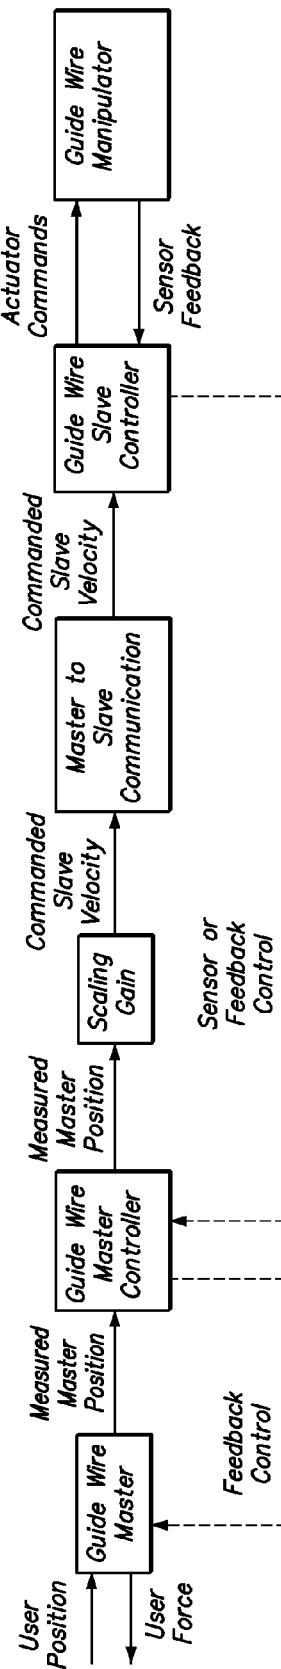 User
Position
User
Force
Guide Wire
Master
Measured
Master
Position
Feedback
Control
Guide Wire
Master
Controller
Measured
Master
Position
Scaling
Gain
Sensor or
Feedback
Control
Commanded
Slave
Velocity
Master to
Slave
Communication
Commanded
Slave
Velocity
Guide Wire
Slave
Controller
Actuator
Commands
Sensor
Feedback
Guide Wire
Manipulator